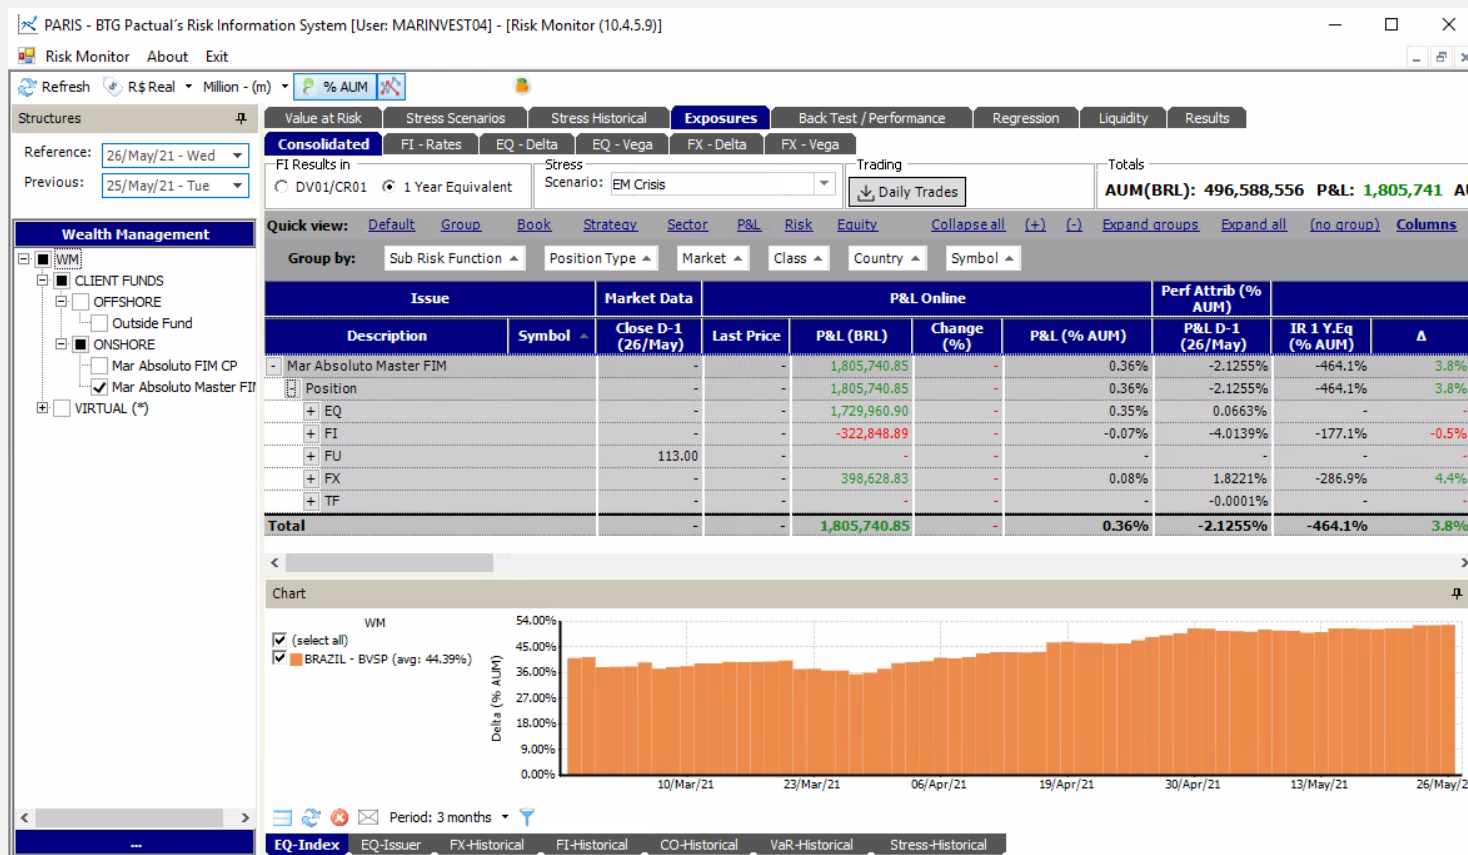 PARIS - BTG Pactual´s Risk Information System [User: MARINVEST04] - [Risk Monitor (10.4.5.9)]
Risk Monitor About Exit
Refresh R$ Real Million - (m) % AUM
Structures
Reference: 26/May/21 - Wed
Previous: 25/May/21 - Tue
Wealth Management
WM
CLIENT FUNDS
OFFSHORE
Outside Fund
ONSHORE
Mar Absoluto FIM CP
Mar Absoluto Master FIM
VIRTUAL (*)
...
Value at Risk Stress Scenarios Stress Historical Exposures Back Test / Performance Regression Liquidity Results
Consolidated FI - Rates EQ - Delta EQ - Vega FX - Delta FX - Vega
FI Results in Stress Trading Totals
DV01/CR01 1 Year Equivalent Scenario: EM Crisis Daily Trades AUM(BRL): 496,588,556 P&L: 1,805,741 AU
Quick view: Default Group Book Strategy Sector P&L Risk Equity Collapse all (+) (-) Expand groups Expand all (no group) Columns
Group by: Sub Risk Function Position Type Market Class Country Symbol
Issue Market Data P&L Online Perf Attrib (% AUM)
Description Symbol Close D-1 (26/May) Last Price P&L (BRL) Change (%) P&L (% AUM) P&L D-1 (26/May) IR 1 Y.Eq (% AUM) Δ
- Mar Absoluto Master FIM - - 1,805,740.85 - 0.36% -2.1255% -464.1% 3.8%
- Position - - 1,805,740.85 - 0.36% -2.1255% -464.1% 3.8%
+ EQ - - 1,729,960.90 - 0.35% 0.0663% - -
+ FI - - -322,848.89 - -0.07% -4.0139% -177.1% -0.5%
+ FU 113.00 - - - - - - -
+ FX - - 398,628.83 - 0.08% 1.8221% -286.9% 4.4%
+ TF - - - - - -0.0001% - -
Total - - 1,805,740.85 - 0.36% -2.1255% -464.1% 3.8%
Chart
WM
(select all)
BRAZIL - BVSP (avg: 44.39%)
Delta (% AUM)
54.00%
45.00%
36.00%
27.00%
18.00%
9.00%
0.00%
10/Mar/21 23/Mar/21 06/Apr/21 19/Apr/21 30/Apr/21 13/May/21 26/May/2
Period: 3 months
EQ-Index EQ-Issuer FX-Historical FI-Historical CO-Historical VaR-Historical Stress-Historical